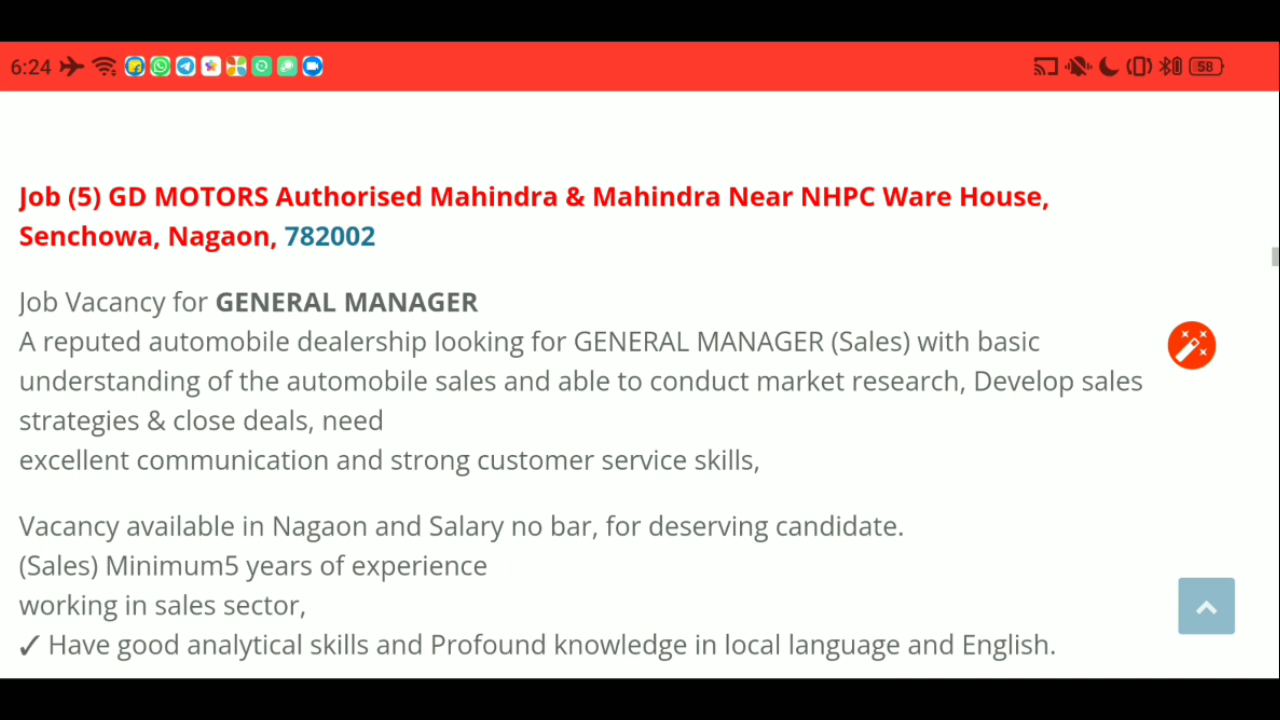 6:24
58
Job (5) GD MOTORS Authorised Mahindra & Mahindra Near NHPC Ware House,
Senchowa, Nagaon, 782002
Job Vacancy for GENERAL MANAGER
A reputed automobile dealership looking for GENERAL MANAGER (Sales) with basic
understanding of the automobile sales and able to conduct market research, Develop sales
strategies & close deals, need
excellent communication and strong customer service skills,
Vacancy available in Nagaon and Salary no bar, for deserving candidate.
(Sales) Minimum5 years of experience
working in sales sector,
✓ Have good analytical skills and Profound knowledge in local language and English.